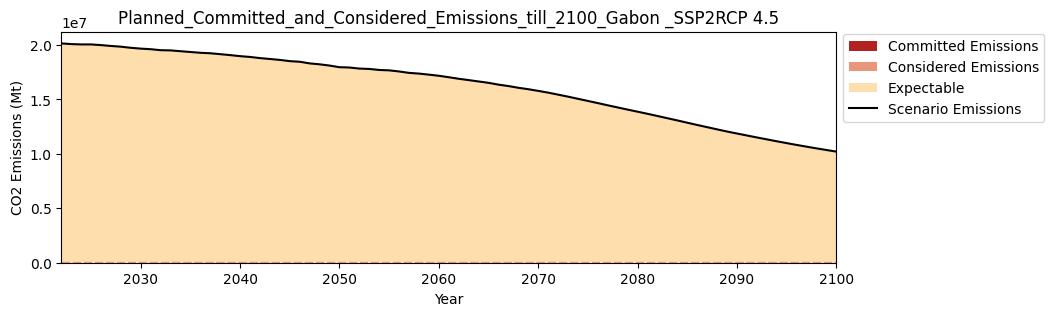 Planned_Committed_and_Considered_Emissions_till_2100_Gabon _SSP2RCP 4.5
1e7
Committed Emissions
Considered Emissions
Expectable
Scenario Emissions
CO2 Emissions (Mt)
2.0
1.5
1.0
0.5
0.0
2030 2040 2050 2060 2070 2080 2090 2100
Year